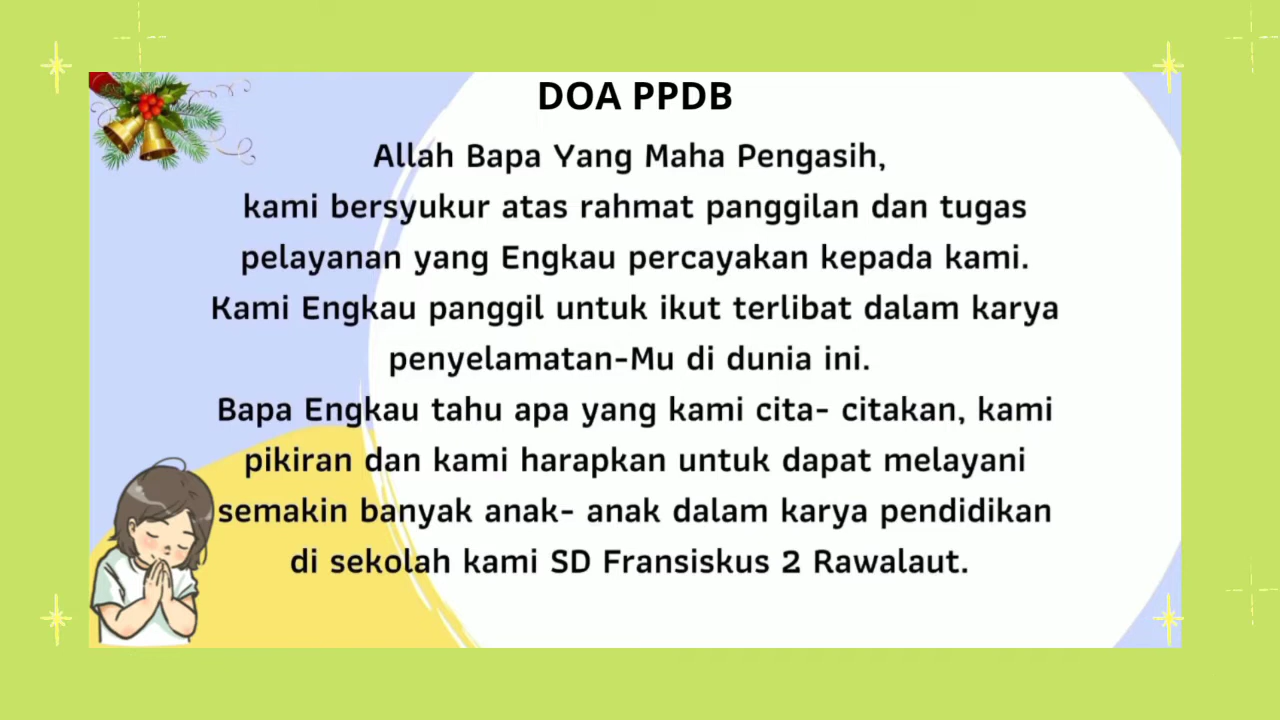 DOA PPDB
Allah Bapa Yang Maha Pengasih,
kami bersyukur atas rahmat panggilan dan tugas
pelayanan yang Engkau percayakan kepada kami.
Kami Engkau panggil untuk ikut terlibat dalam karya
penyelamatan-Mu di dunia ini.
Bapa Engkau tahu apa yang kami cita- citakan, kami
pikiran dan kami harapkan untuk dapat melayani
semakin banyak anak- anak dalam karya pendidikan
di sekolah kami SD Fransiskus 2 Rawalaut.